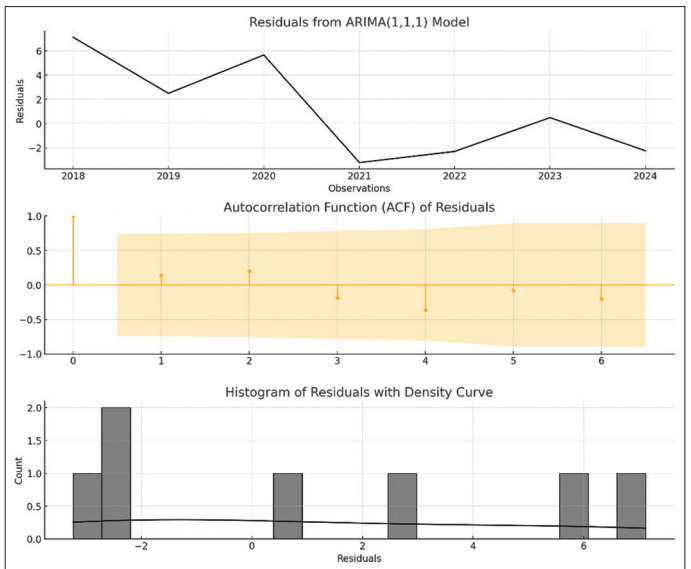 Residuals from ARIMA(1,1,1) Model
Residuals
6
4
2
0
−2
2018 2019 2020 2021 2022 2023 2024
Observations
Autocorrelation Function (ACF) of Residuals
1.0
0.5
0.0
−0.5
−1.0
0 1 2 3 4 5 6
Histogram of Residuals with Density Curve
Count
2.0
1.5
1.0
0.5
0.0
−2 0 2 4 6
Residuals